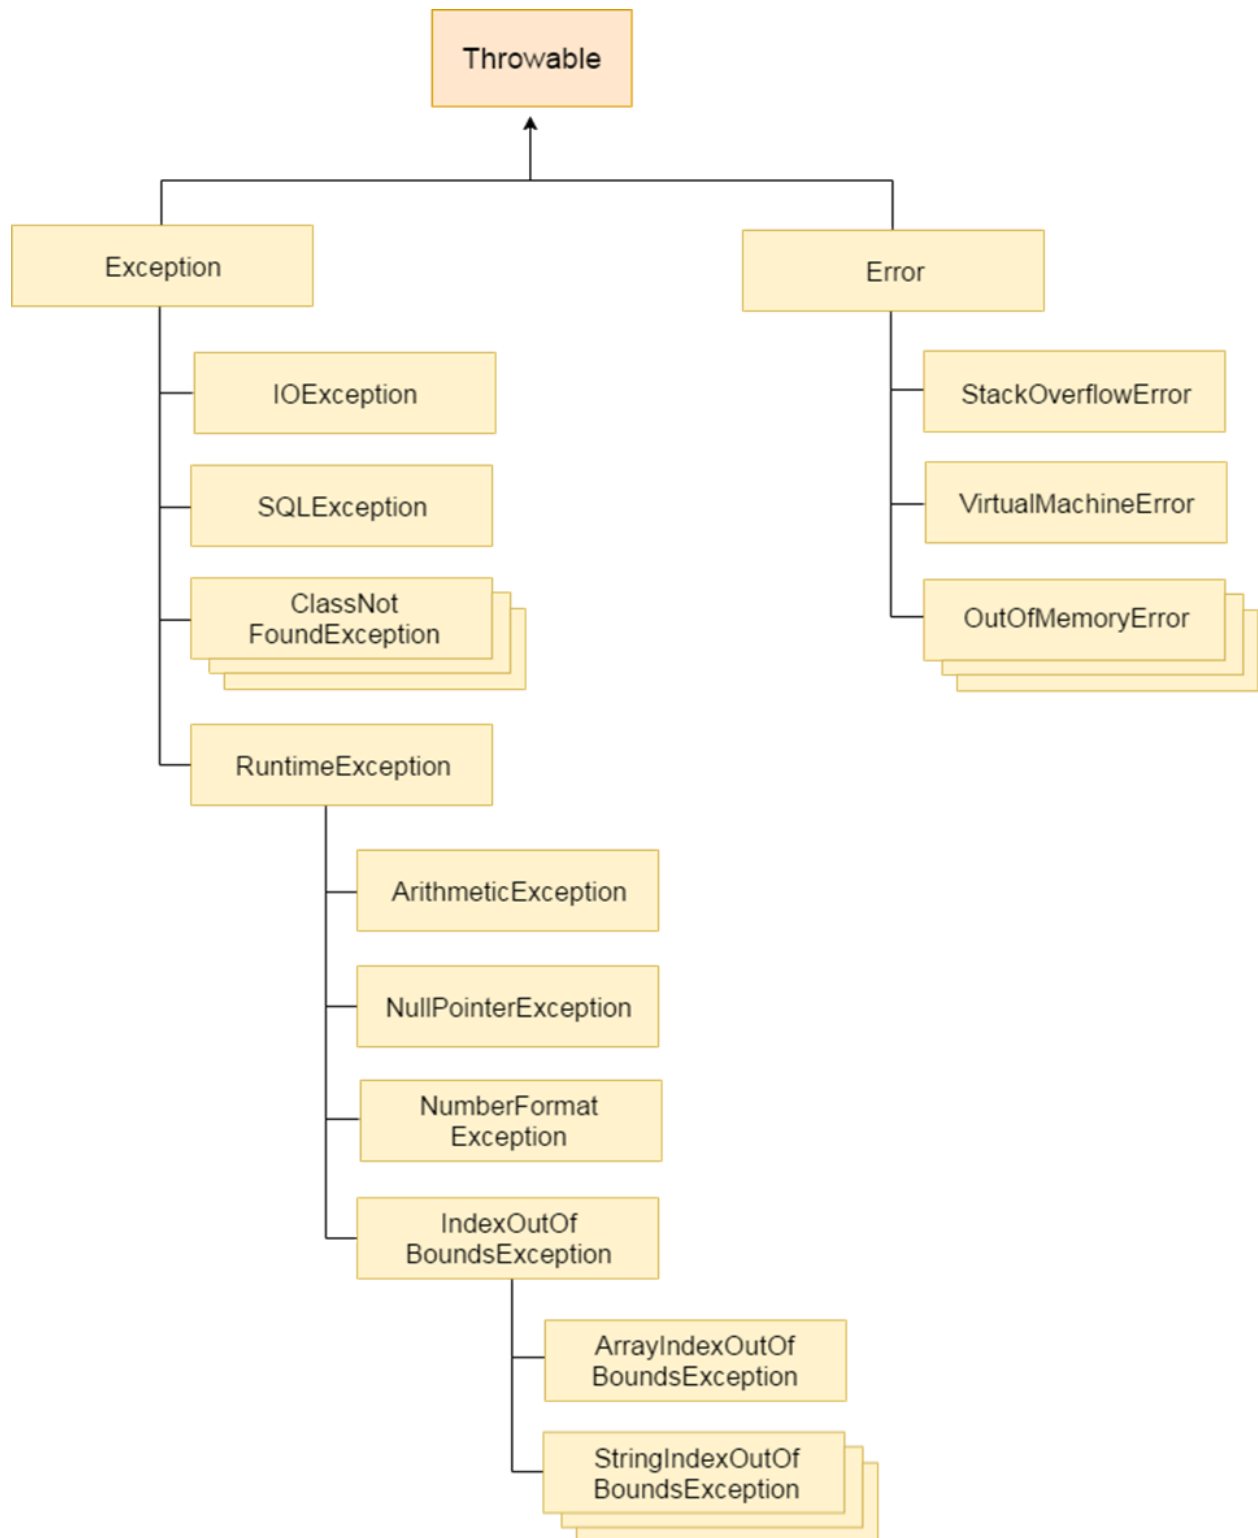 Throwable
Exception
Error
IOException
StackOverflowError
SQLException
VirtualMachineError
ClassNot
FoundException
OutOfMemoryError
RuntimeException
ArithmeticException
NullPointerException
NumberFormat
Exception
IndexOutOf
BoundsException
ArrayIndexOutOf
BoundsException
StringIndexOutOf
BoundsException